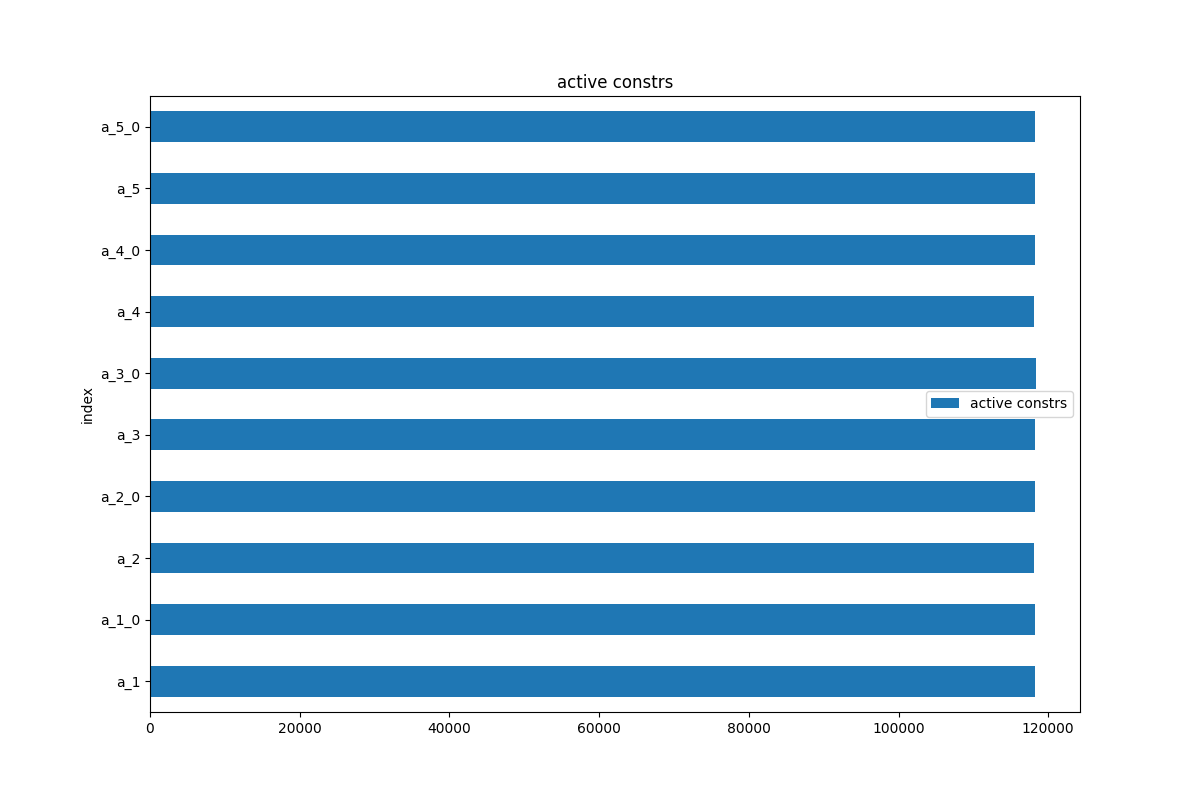 active constrs
a_5_0
a_5
a_4_0
a_4
a_3_0
index
active constrs
a_3
a_2_0
a_2
a_1_0
a_1
0 20000 40000 60000 80000 100000 120000